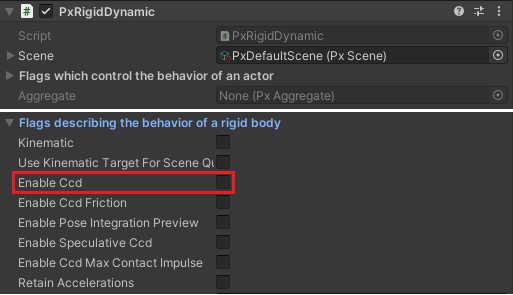 PxRigidDynamic
Script PxRigidDynamic
Scene PxDefaultScene (Px Scene)
Flags which control the behavior of an actor
Aggregate None (Px Aggregate)
Flags describing the behavior of a rigid body
Kinematic
Use Kinematic Target For Scene Qu
Enable Ccd
Enable Ccd Friction
Enable Pose Integration Preview
Enable Speculative Ccd
Enable Ccd Max Contact Impulse
Retain Accelerations